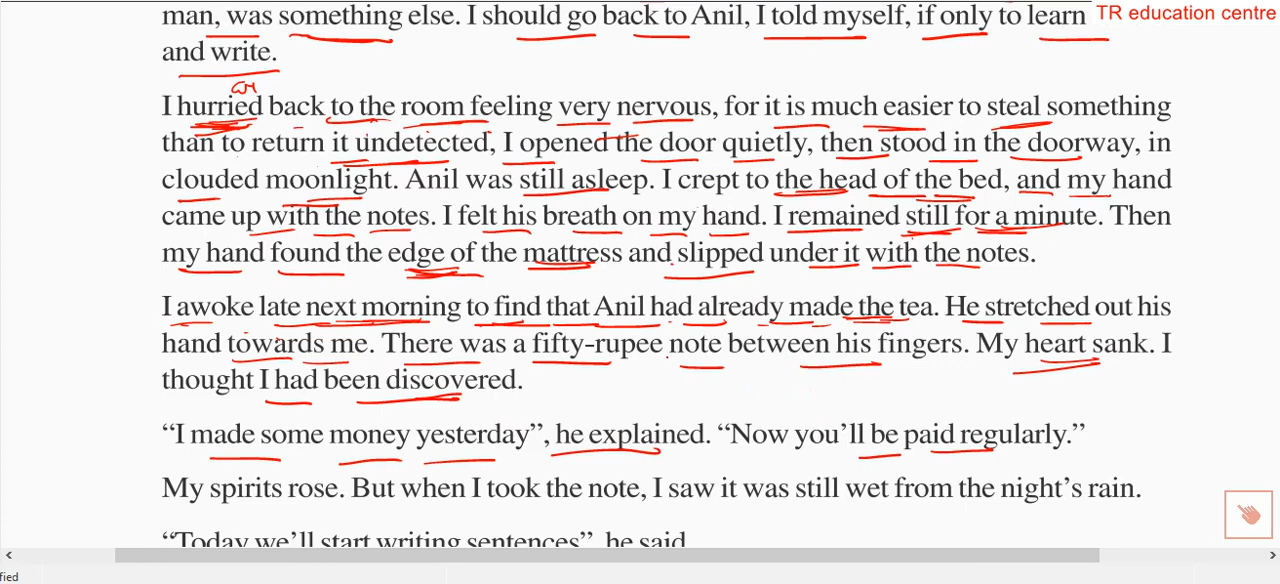 man, was something else. I should go back to Anil, I told myself, if only to learn
TR education centre
and write.
I hurried back to the room feeling very nervous, for it is much easier to steal something
than to return it undetected, I opened the door quietly, then stood in the doorway, in
clouded moonlight. Anil was still asleep. I crept to the head of the bed, and my hand
came up with the notes. I felt his breath on my hand. I remained still for a minute. Then
my hand found the edge of the mattress and slipped under it with the notes.
I awoke late next morning to find that Anil had already made the tea. He stretched out his
hand towards me. There was a fifty-rupee note between his fingers. My heart sank. I
thought I had been discovered.
“I made some money yesterday”, he explained. “Now you’ll be paid regularly.”
My spirits rose. But when I took the note, I saw it was still wet from the night’s rain.
“Today we’ll start writing sentences”, he said.
fied